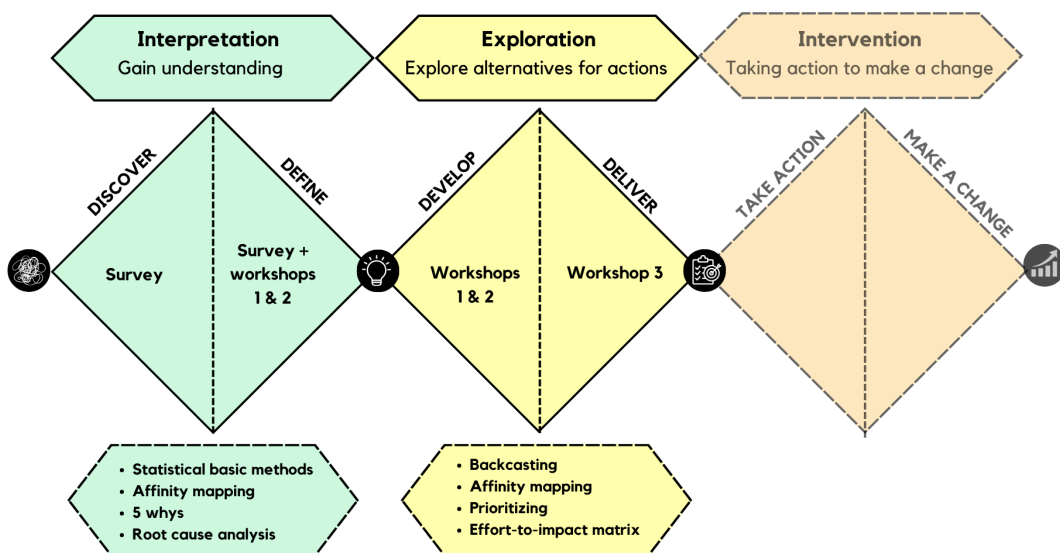 Interpretation
Gain understanding
Exploration
Explore alternatives for actions
Intervention
Taking action to make a change
DISCOVER
DEFINE
DEVELOP
DELIVER
TAKE ACTION
MAKE A CHANGE
Survey
Survey +
workshops
1 & 2
Workshops
1 & 2
Workshop 3
• Statistical basic methods
• Affinity mapping
• 5 whys
• Root cause analysis
• Backcasting
• Affinity mapping
• Prioritizing
• Effort-to-impact matrix